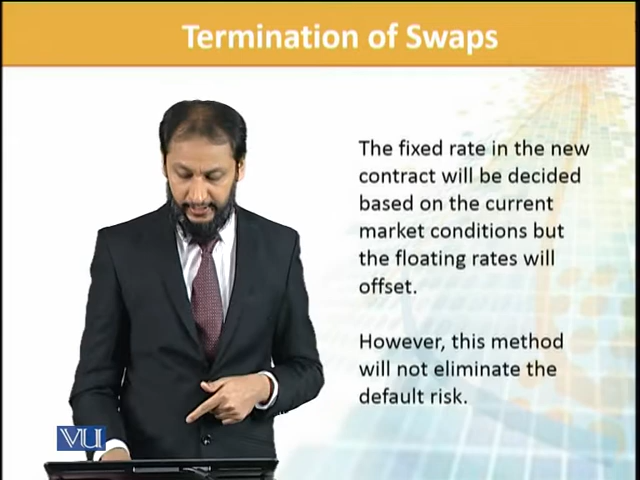 Termination of Swaps
The fixed rate in the new
contract will be decided
based on the current
market conditions but
the floating rates will
offset.
However, this method
will not eliminate the
default risk.
VU